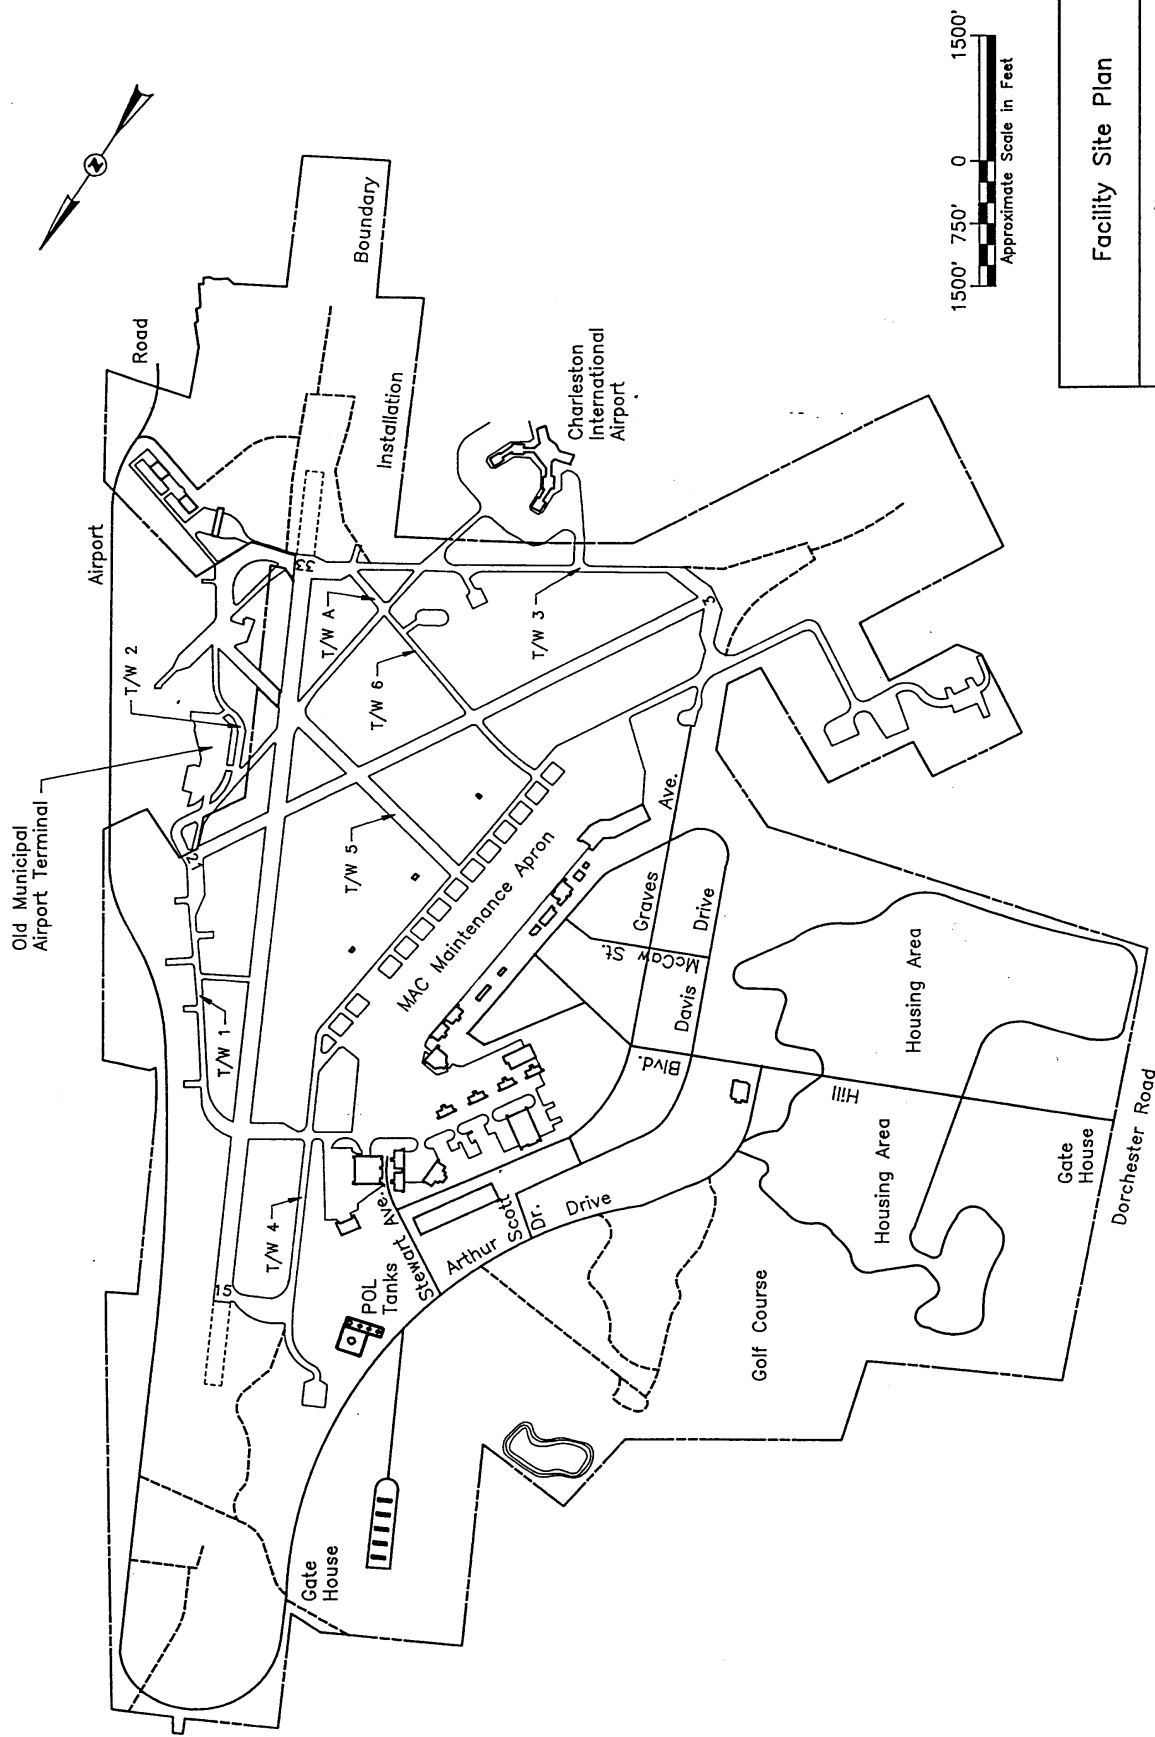 Old Municipal
Airport Terminal
T/W 2
Airport
Road
21
33
T/W 1
T/W 5
T/W 6
T/W A
T/W 3
T/W 4
15
3
Installation
Boundary
Charleston
International
Airport
MAC Maintenance Apron
Gate
House
POL
Tanks
Stewart Ave.
Arthur
Drive
Scott
Dr.
Graves
Ave.
McCaw St.
Davis
Drive
Blvd.
Hill
Golf Course
Housing Area
Housing Area
Gate
House
Dorchester Road
N
1500' 750' 0 1500'
Approximate Scale in Feet
Facility Site Plan